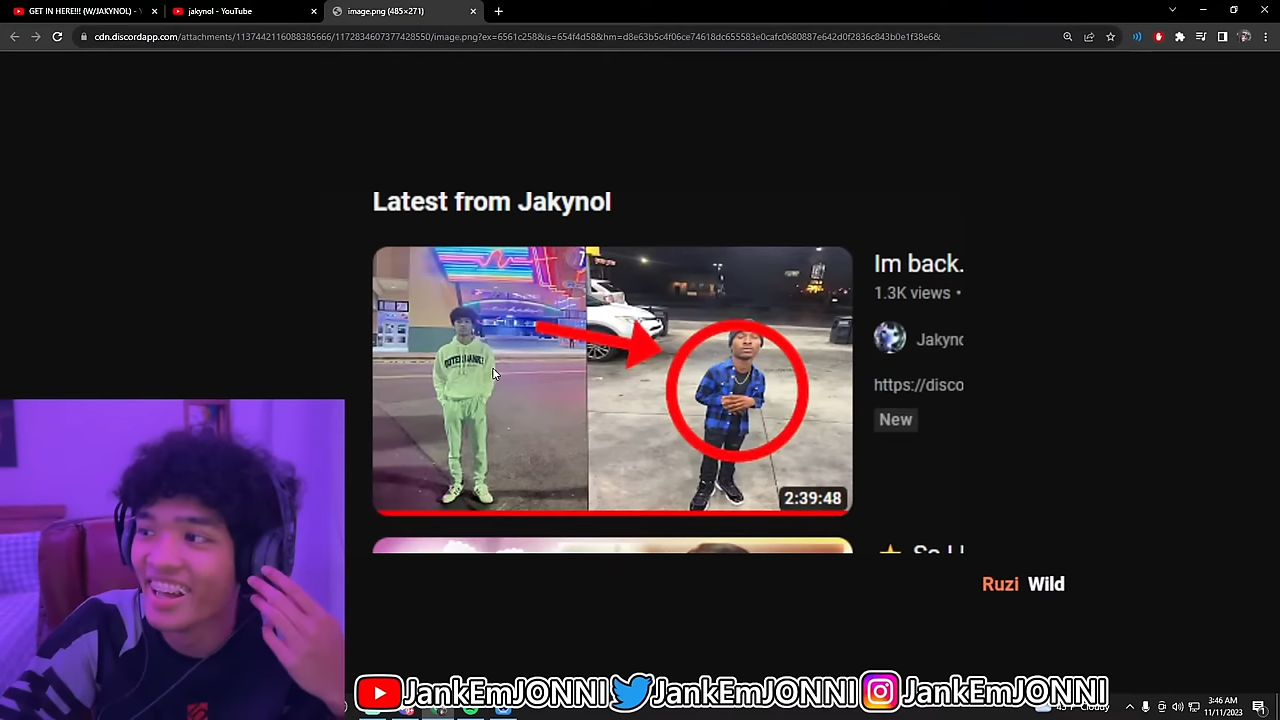 GET IN HERE!!! (W/JAKYNOL) -
jakynol - YouTube
image.png (485×271)
cdn.discordapp.com/attachments/1137442116088385666/1172834607377428550/image.png?ex=6561c258&is=654f4d58&hm=d8e63b5c4f06ce74618dc655583e0cafc0680887e642d0f2836c843b0e1f38e6&
Latest from Jakynol
Im back.
1.3K views •
Jakyno
https://disco
New
2:39:48
Ruzi Wild
JankEmJONNI JankEmJONNI JankEmJONNI
Cloudy
3:46 AM
11/11/2023